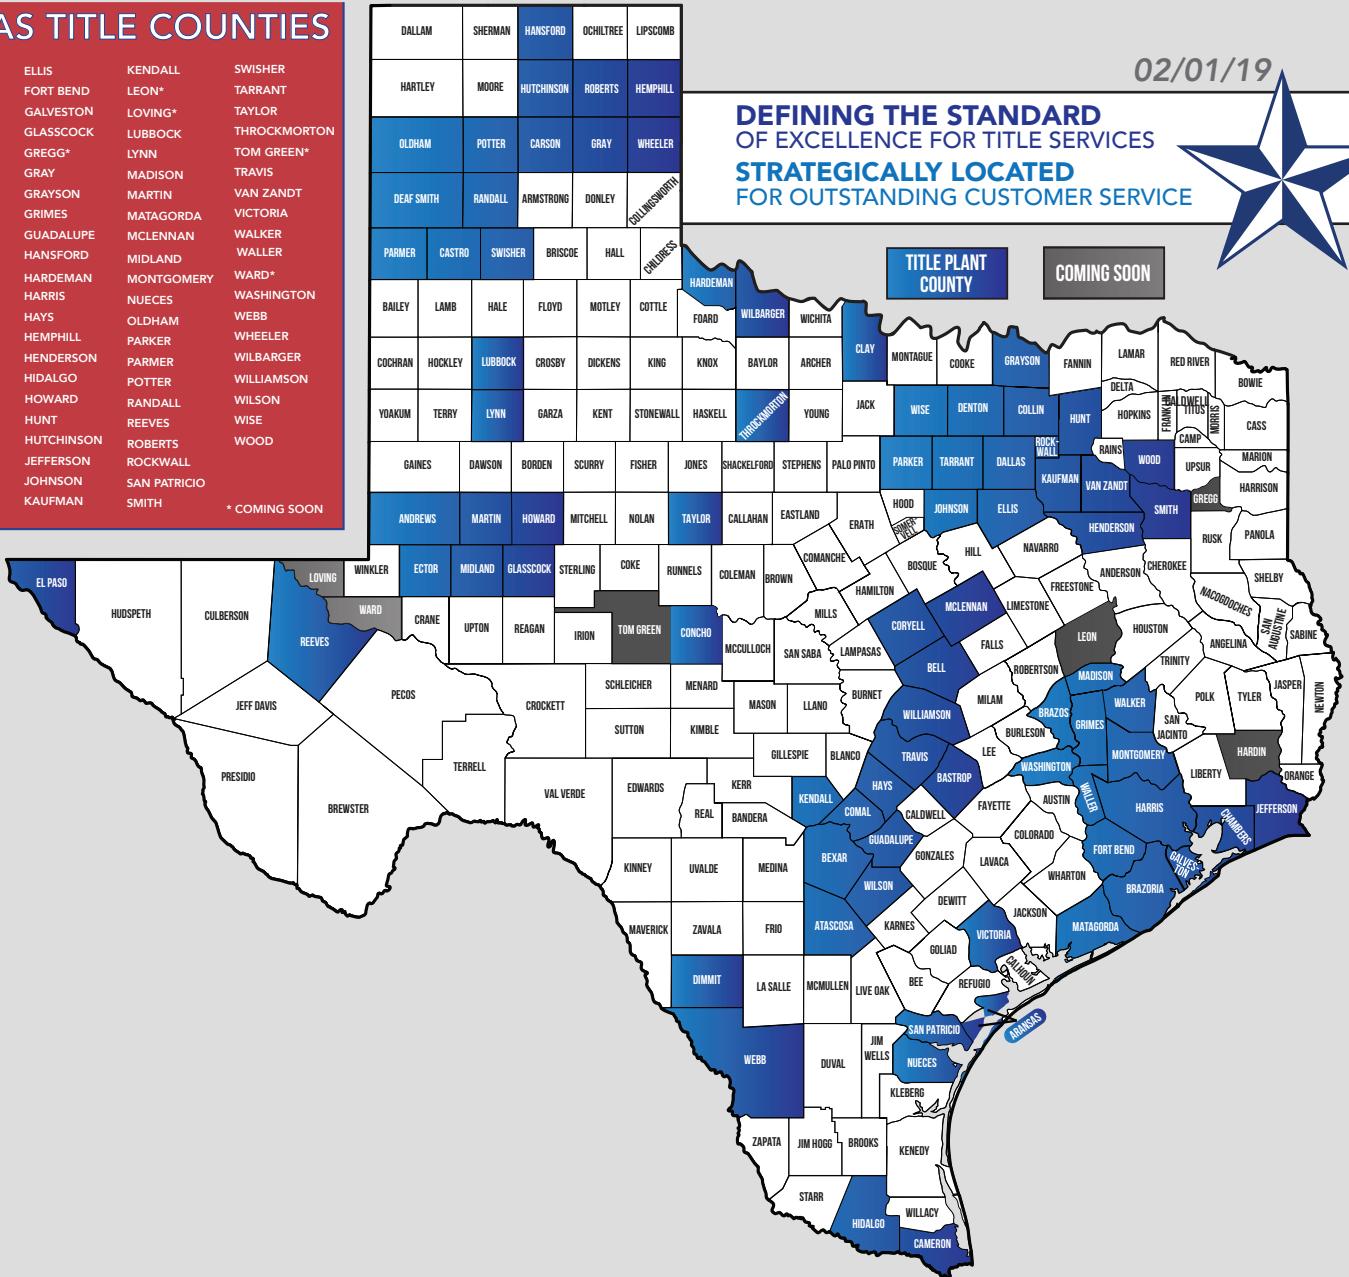 AS TITLE COUNTIES
ELLIS
FORT BEND
GALVESTON
GLASSCOCK
GREGG*
GRAY
GRAYSON
GRIMES
GUADALUPE
HANSFORD
HARDEMAN
HARRIS
HAYS
HEMPHILL
HENDERSON
HIDALGO
HOWARD
HUNT
HUTCHINSON
JEFFERSON
JOHNSON
KAUFMAN
KENDALL
LEON*
LOVING*
LUBBOCK
LYNN
MADISON
MARTIN
MATAGORDA
MCLENNAN
MIDLAND
MONTGOMERY
NUECES
OLDHAM
PARKER
PARMER
POTTER
RANDALL
REEVES
ROBERTS
ROCKWALL
SAN PATRICIO
SMITH
SWISHER
TARRANT
TAYLOR
THROCKMORTON
TOM GREEN*
TRAVIS
VAN ZANDT
VICTORIA
WALKER
WALLER
WARD*
WASHINGTON
WEBB
WHEELER
WILBARGER
WILLIAMSON
WILSON
WISE
WOOD
* COMING SOON
02/01/19
DEFINING THE STANDARD
OF EXCELLENCE FOR TITLE SERVICES
STRATEGICALLY LOCATED
FOR OUTSTANDING CUSTOMER SERVICE
TITLE PLANT
COUNTY
COMING SOON
DALLAM
SHERMAN
HANSFORD
OCHILTREE
LIPSCOMB
HARTLEY
MOORE
HUTCHINSON
ROBERTS
HEMPHILL
OLDHAM
POTTER
CARSON
GRAY
WHEELER
DEAF SMITH
RANDALL
ARMSTRONG
DONLEY
COLLINGSWORTH
PARMER
CASTRO
SWISHER
BRISCOE
HALL
CHILDRESS
HARDEMAN
BAILEY
LAMB
HALE
FLOYD
MOTLEY
COTTLE
FOARD
WILBARGER
WICHITA
CLAY
MONTAGUE
COOKE
GRAYSON
FANNIN
LAMAR
RED RIVER
BOWIE
COCHRAN
HOCKLEY
LUBBOCK
CROSBY
DICKENS
KING
KNOX
BAYLOR
ARCHER
DELTA
YOAKUM
TERRY
LYNN
GARZA
KENT
STONEWALL
HASKELL
THROCKMORTON
YOUNG
JACK
WISE
DENTON
COLLIN
HUNT
HOPKINS
FRANKLIN
CALDWELL
TITUS
MORRIS
CASS
CAMP
GAINES
DAWSON
BORDEN
SCURRY
FISHER
JONES
SHACKELFORD
STEPHENS
PALO PINTO
PARKER
TARRANT
DALLAS
ROCK-
WALL
KAUFMAN
RAINS
WOOD
UPSUR
MARION
VAN ZANDT
GREGG
HARRISON
ANDREWS
MARTIN
HOWARD
MITCHELL
NOLAN
TAYLOR
CALLAHAN
EASTLAND
ERATH
HOOD
SOMER-
VELL
JOHNSON
ELLIS
HENDERSON
SMITH
RUSK
PANOLA
EL PASO
HUDSPETH
CULBERSON
LOVING
WINKLER
ECTOR
MIDLAND
GLASSCOCK
STERLING
COKE
RUNNELS
COLEMAN
BROWN
COMANCHE
HAMILTON
BOSQUE
HILL
NAVARRO
FREESTONE
ANDERSON
CHEROKEE
NACOGDOCHES
SHELBY
REEVES
WARD
CRANE
UPTON
REAGAN
IRION
TOM GREEN
CONCHO
MCCULLOCH
SAN SABA
MILLS
LAMPASAS
CORYELL
MCLENNAN
LIMESTONE
FALLS
LEON
HOUSTON
ANGELINA
SAN
AUGUSTINE
SABINE
JEFF DAVIS
PECOS
CROCKETT
SCHLEICHER
MENARD
MASON
LLANO
BURNET
BELL
MILAM
ROBERTSON
MADISON
TRINITY
POLK
TYLER
JASPER
NEWTON
PRESIDIO
BREWSTER
TERRELL
SUTTON
KIMBLE
GILLESPIE
BLANCO
WILLIAMSON
TRAVIS
LEE
BURLESON
BRAZOS
GRIMES
WALKER
SAN
JACINTO
MONTGOMERY
LIBERTY
HARDIN
ORANGE
VAL VERDE
EDWARDS
KERR
REAL
BANDERA
KENDALL
COMAL
HAYS
BASTROP
CALDWELL
FAYETTE
WASHINGTON
AUSTIN
WALLER
HARRIS
CHAMBERS
JEFFERSON
KINNEY
UVALDE
MEDINA
BEXAR
GUADALUPE
GONZALES
LAVACA
COLORADO
WHARTON
FORT BEND
GALVES-
TON
BRAZORIA
MAVERICK
ZAVALA
FRIO
ATASCOSA
WILSON
KARNES
DEWITT
JACKSON
MATAGORDA
VICTORIA
GOLIAD
CALHOUN
DIMMIT
LA SALLE
MCMULLEN
LIVE OAK
BEE
REFUGIO
ARANSAS
SAN PATRICIO
NUECES
WEBB
DUVAL
JIM
WELLS
KLEBERG
ZAPATA
JIM HOGG
BROOKS
KENEDY
STARR
HIDALGO
WILLACY
CAMERON